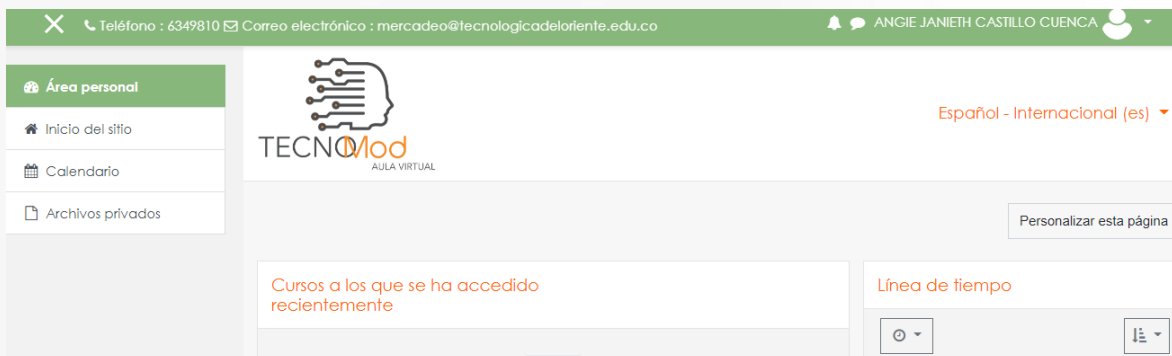 Teléfono : 6349810 Correo electrónico : mercadeo@tecnologicadeloriente.edu.co
ANGIE JANIETH CASTILLO CUENCA
Área personal
Inicio del sitio
Calendario
Archivos privados
TECNOMod
AULA VIRTUAL
Español - Internacional (es)
Personalizar esta página
Cursos a los que se ha accedido
recientemente
Línea de tiempo